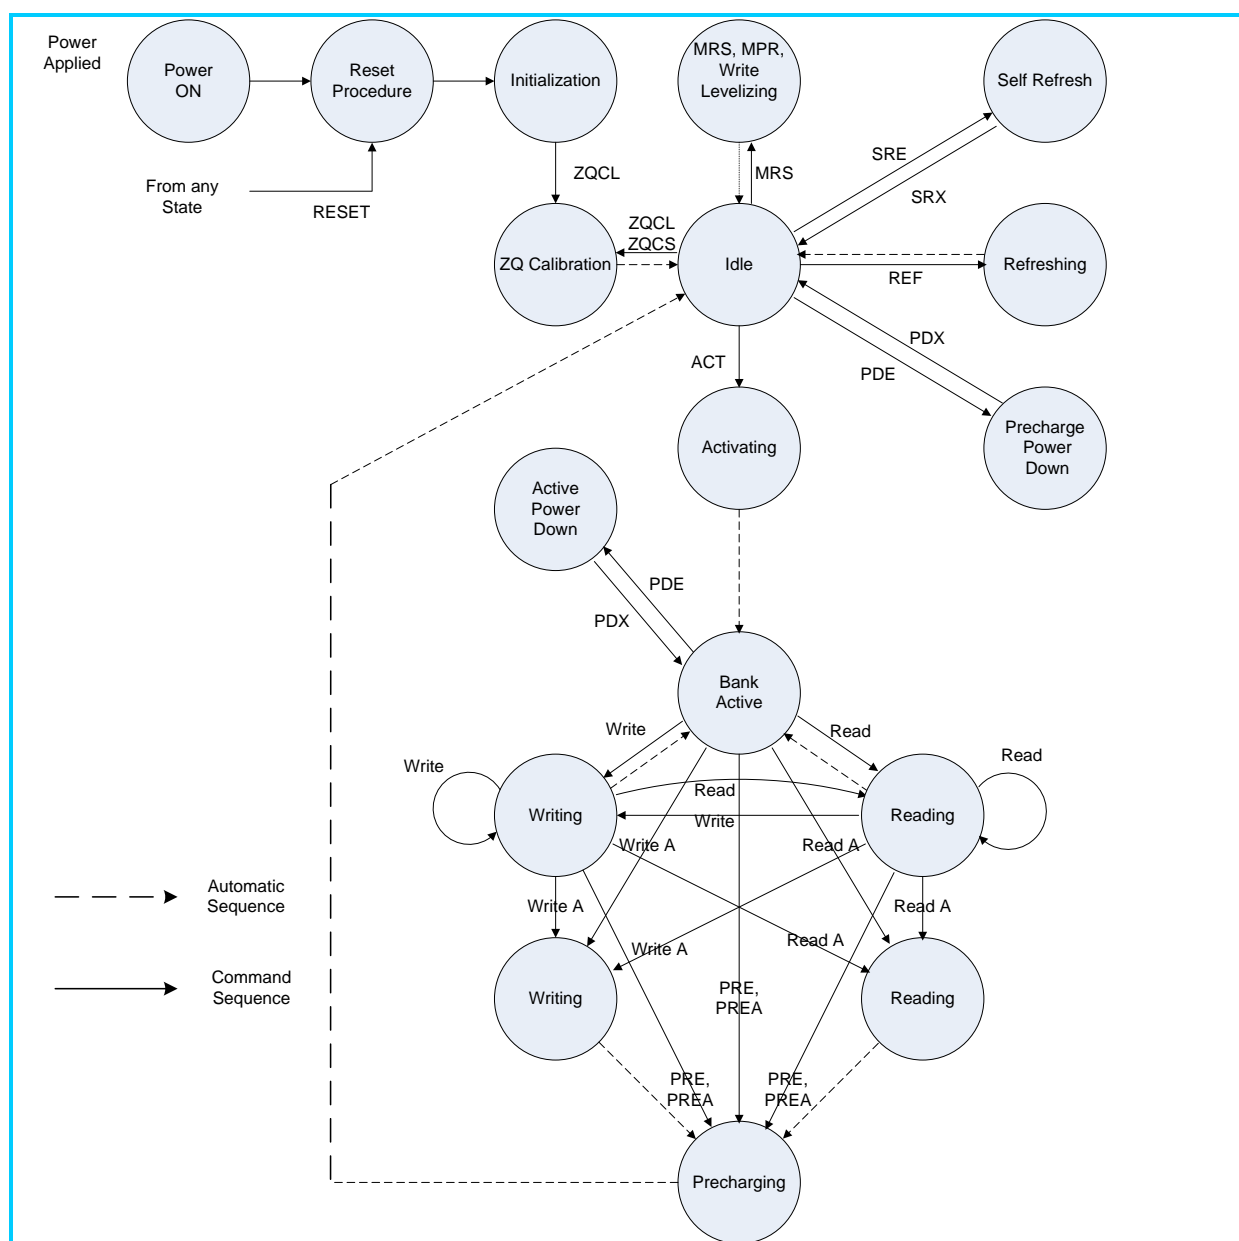 Power
Applied
Power
ON
Reset
Procedure
Initialization
MRS, MPR,
Write
Levelizing
Self Refresh
From any
State
RESET
ZQCL
MRS
SRE
SRX
ZQCL
ZQCS
ZQ Calibration
Idle
REF
Refreshing
PDX
PDE
ACT
Activating
Precharge
Power
Down
Active
Power
Down
PDE
PDX
Bank
Active
Write
Read
Write
Read
Read
Write
Writing
Reading
Write A
Read A
Automatic
Sequence
Write A
Read A
Write A
Read A
Command
Sequence
Writing
Reading
PRE,
PREA
PRE,
PREA
PRE,
PREA
Precharging